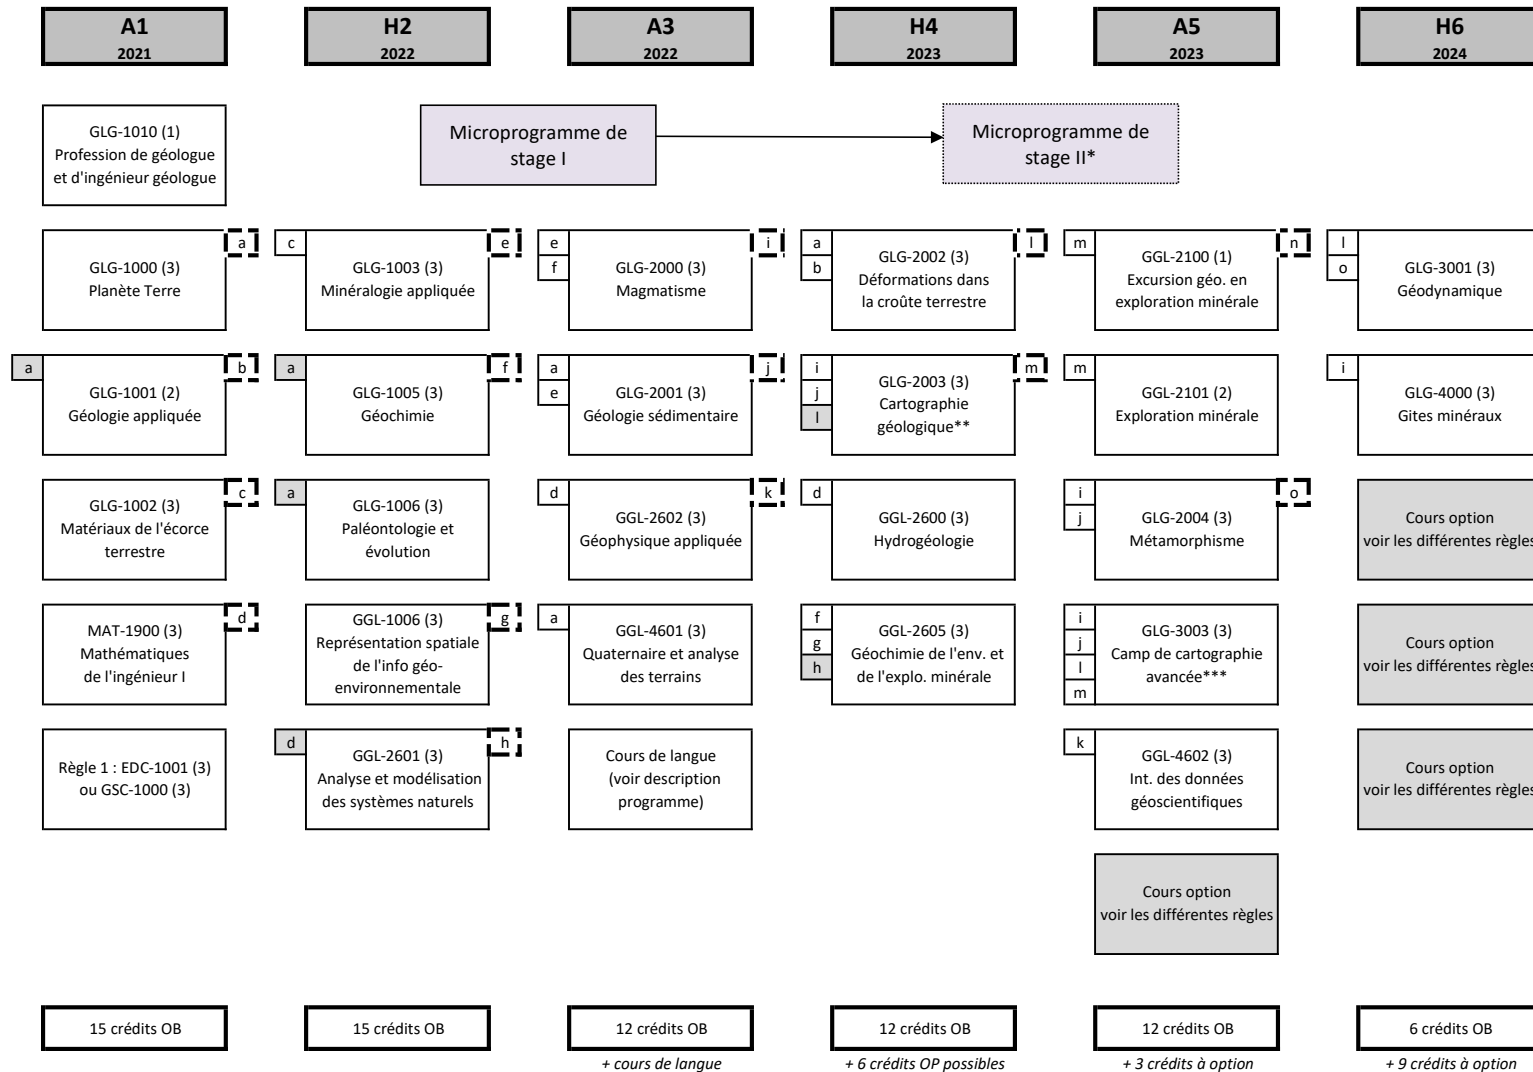 A1
2021
H2
2022
A3
2022
H4
2023
A5
2023
H6
2024
GLG-1010 (1)
Profession de géologue
et d'ingénieur géologue
Microprogramme de
stage I
Microprogramme de
stage II*
GLG-1000 (3)
Planète Terre
a
c
GLG-1003 (3)
Minéralogie appliquée
e
e
f
GLG-2000 (3)
Magmatisme
i
a
b
GLG-2002 (3)
Déformations dans
la croûte terrestre
l
m
GGL-2100 (1)
Excursion géo. en
exploration minérale
n
l
o
GLG-3001 (3)
Géodynamique
a
GLG-1001 (2)
Géologie appliquée
b
a
GLG-1005 (3)
Géochimie
f
a
e
GLG-2001 (3)
Géologie sédimentaire
j
i
j
l
GLG-2003 (3)
Cartographie
géologique**
m
m
GGL-2101 (2)
Exploration minérale
i
GLG-4000 (3)
Gites minéraux
GLG-1002 (3)
Matériaux de l'écorce
terrestre
c
a
GLG-1006 (3)
Paléontologie et
évolution
d
GGL-2602 (3)
Géophysique appliquée
k
d
GGL-2600 (3)
Hydrogéologie
i
j
GLG-2004 (3)
Métamorphisme
o
Cours option
voir les différentes règles
MAT-1900 (3)
Mathématiques
de l'ingénieur I
d
GGL-1006 (3)
Représentation spatiale
de l'info géo-
environnementale
g
a
GGL-4601 (3)
Quaternaire et analyse
des terrains
f
g
h
GGL-2605 (3)
Géochimie de l'env. et
de l'explo. minérale
i
j
l
m
GLG-3003 (3)
Camp de cartographie
avancée***
Cours option
voir les différentes règles
Règle 1 : EDC-1001 (3)
ou GSC-1000 (3)
d
GGL-2601 (3)
Analyse et modélisation
des systèmes naturels
h
Cours de langue
(voir description
programme)
k
GGL-4602 (3)
Int. des données
géoscientifiques
Cours option
voir les différentes règles
Cours option
voir les différentes règles
15 crédits OB
15 crédits OB
12 crédits OB
+ cours de langue
12 crédits OB
+ 6 crédits OP possibles
12 crédits OB
+ 3 crédits à option
6 crédits OB
+ 9 crédits à option